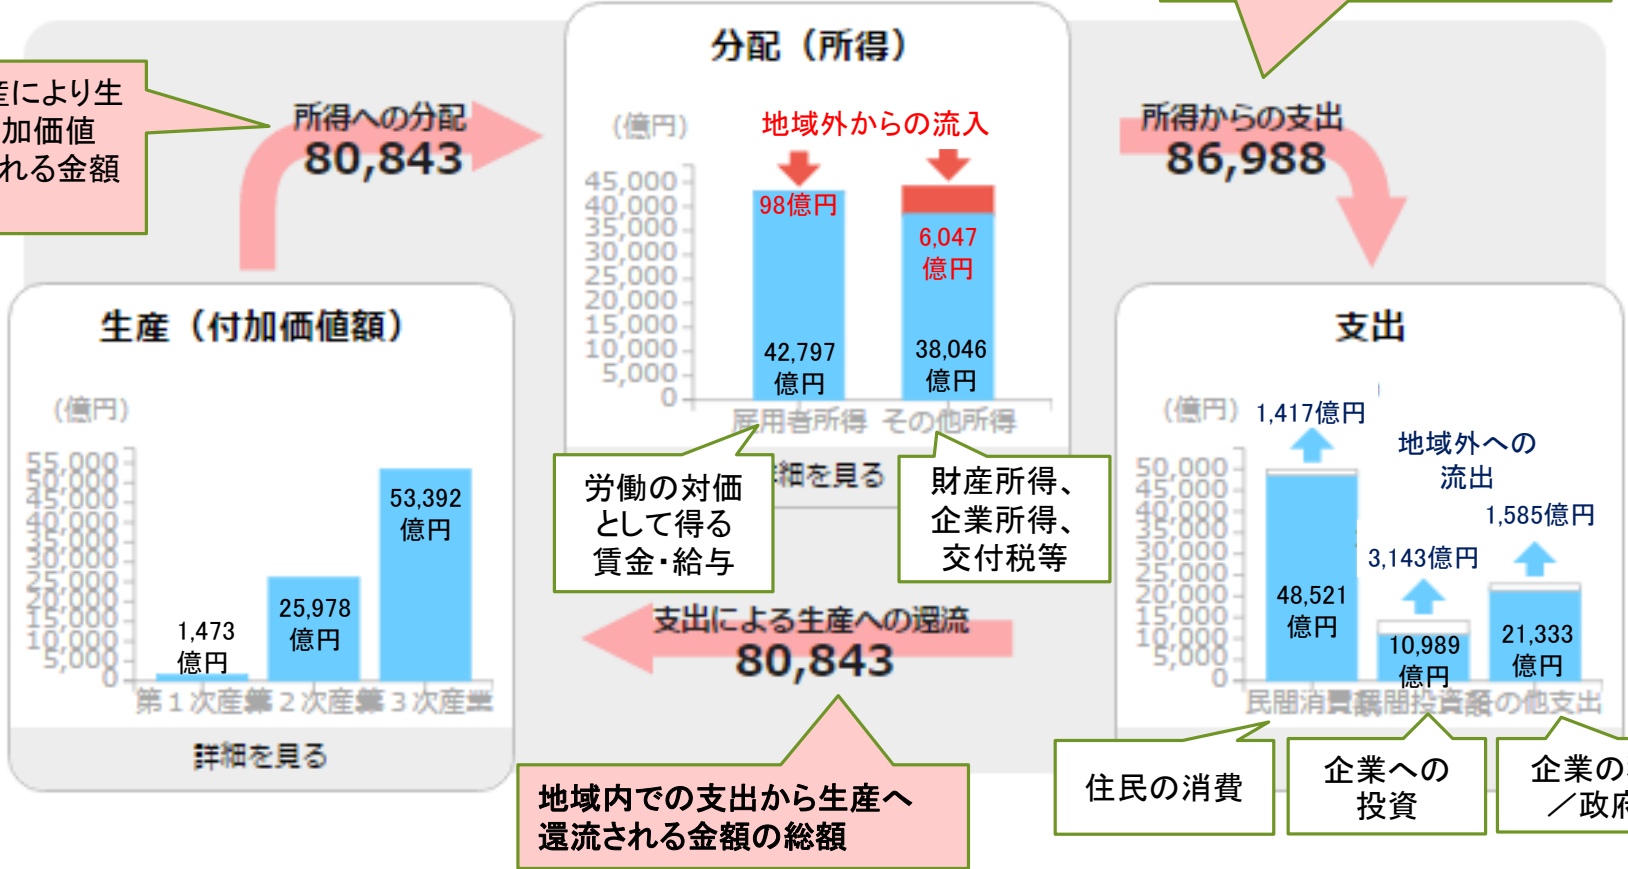 産により生
加価値
れる金額
所得への分配
80,843
分配（所得）
（億円）
地域外からの流入
45,000
40,000
35,000
30,000
25,000
20,000
15,000
10,000
5,000
0
98億円
6,047
億円
42,797
億円
38,046
億円
雇用者所得
その他所得
詳細を見る
労働の対価
として得る
賃金・給与
財産所得、
企業所得、
交付税等
所得からの支出
86,988
生産（付加価値額）
（億円）
55,000
50,000
45,000
40,000
35,000
30,000
25,000
20,000
15,000
10,000
5,000
0
1,473
億円
25,978
億円
53,392
億円
第１次産業
第２次産業
第３次産業
詳細を見る
支出
（億円）
1,417億円
地域外への
流出
1,585億円
3,143億円
50,000
45,000
40,000
35,000
30,000
25,000
20,000
15,000
10,000
5,000
0
48,521
億円
10,989
億円
21,333
億円
民間消費額
民間投資額
その他支出
住民の消費
企業への
投資
企業の
／政府
支出による生産への還流
80,843
地域内での支出から生産へ
還流される金額の総額